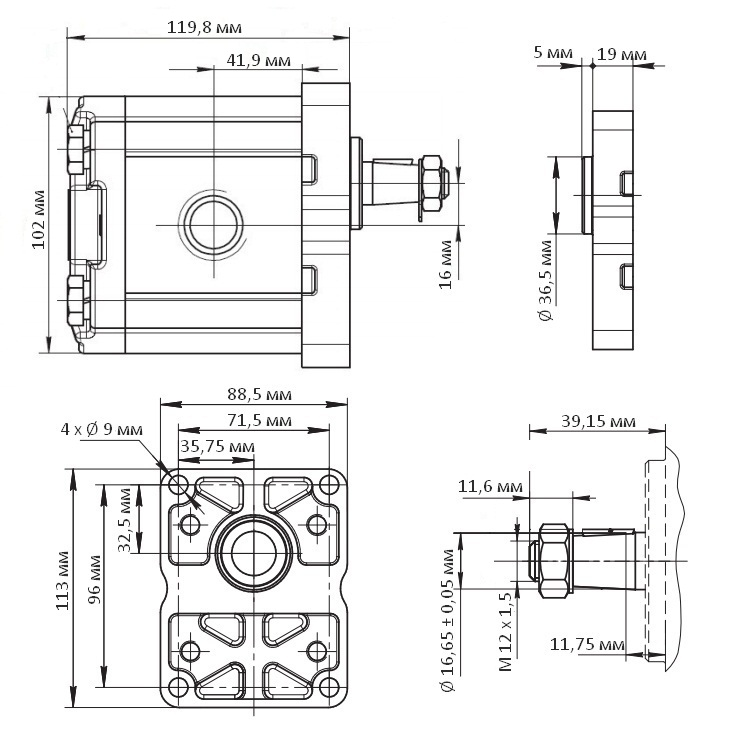 119,8 мм
41,9 мм
5 мм
19 мм
102 мм
16 мм
Ø 36,5 мм
88,5 мм
71,5 мм
4 x Ø 9 мм
35,75 мм
32,5 мм
96 мм
113 мм
39,15 мм
11,6 мм
Ø 16,65 ± 0,05 мм
M 12 x 1,5
11,75 мм